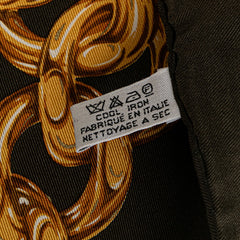 COOL IRON
FABRIQUE EN ITALIE
NETTOYAGE A SEC